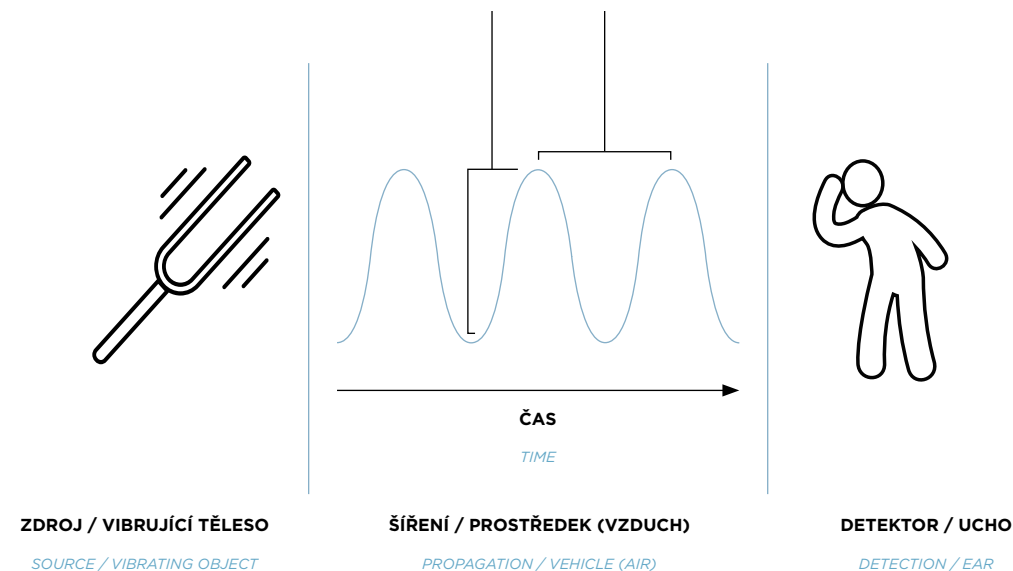 ČAS
TIME
ZDROJ / VIBRUJÍCÍ TĚLESO
SOURCE / VIBRATING OBJECT
ŠÍŘENÍ / PROSTŘEDEK (VZDUCH)
PROPAGATION / VEHICLE (AIR)
DETEKTOR / UCHO
DETECTION / EAR